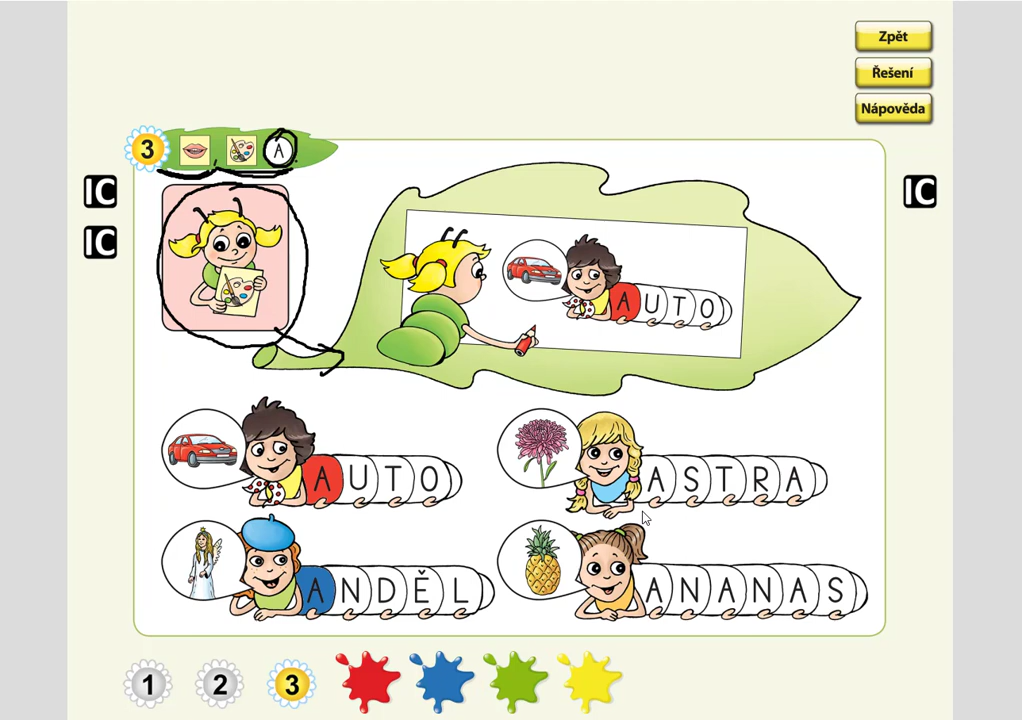 Zpět
Řešení
Nápověda
3 A
IC IC
IC
AUTO
AUTO ASTRA
ANDĚL ANANAS
1 2 3